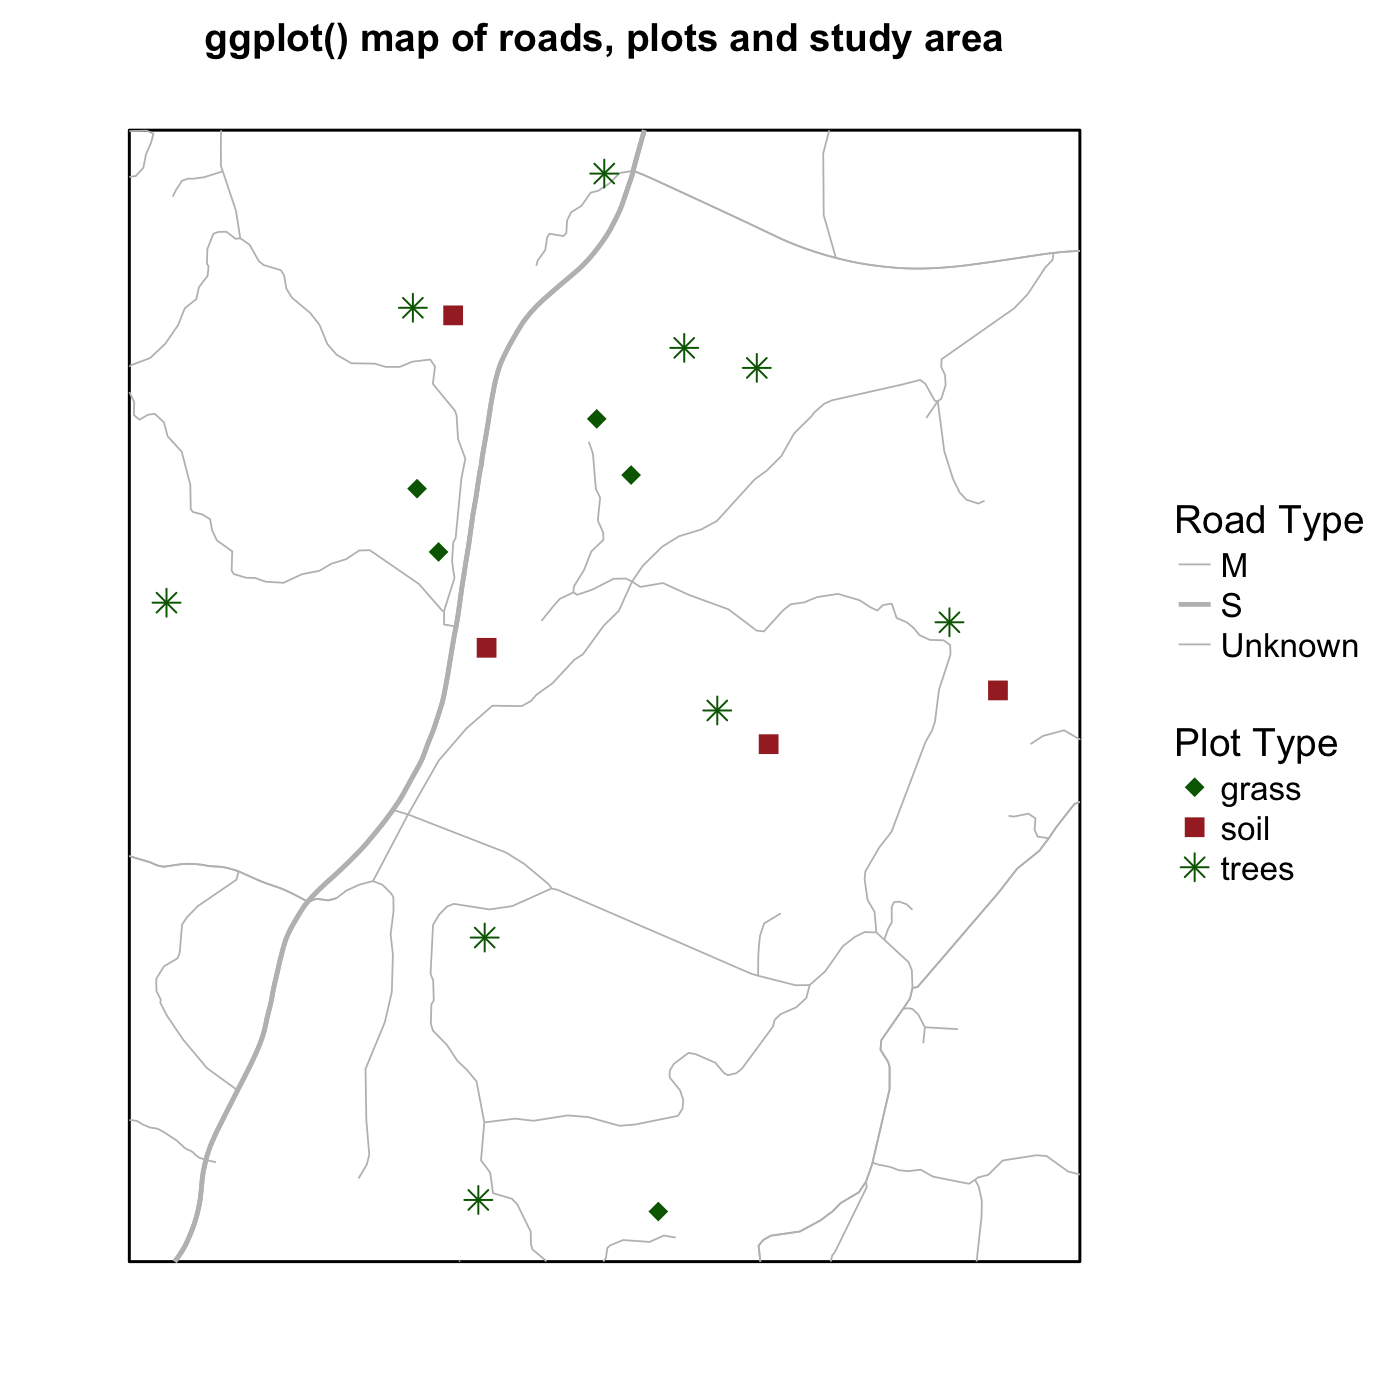 ggplot() map of roads, plots and study area
Road Type
M
S
Unknown
Plot Type
grass
soil
trees